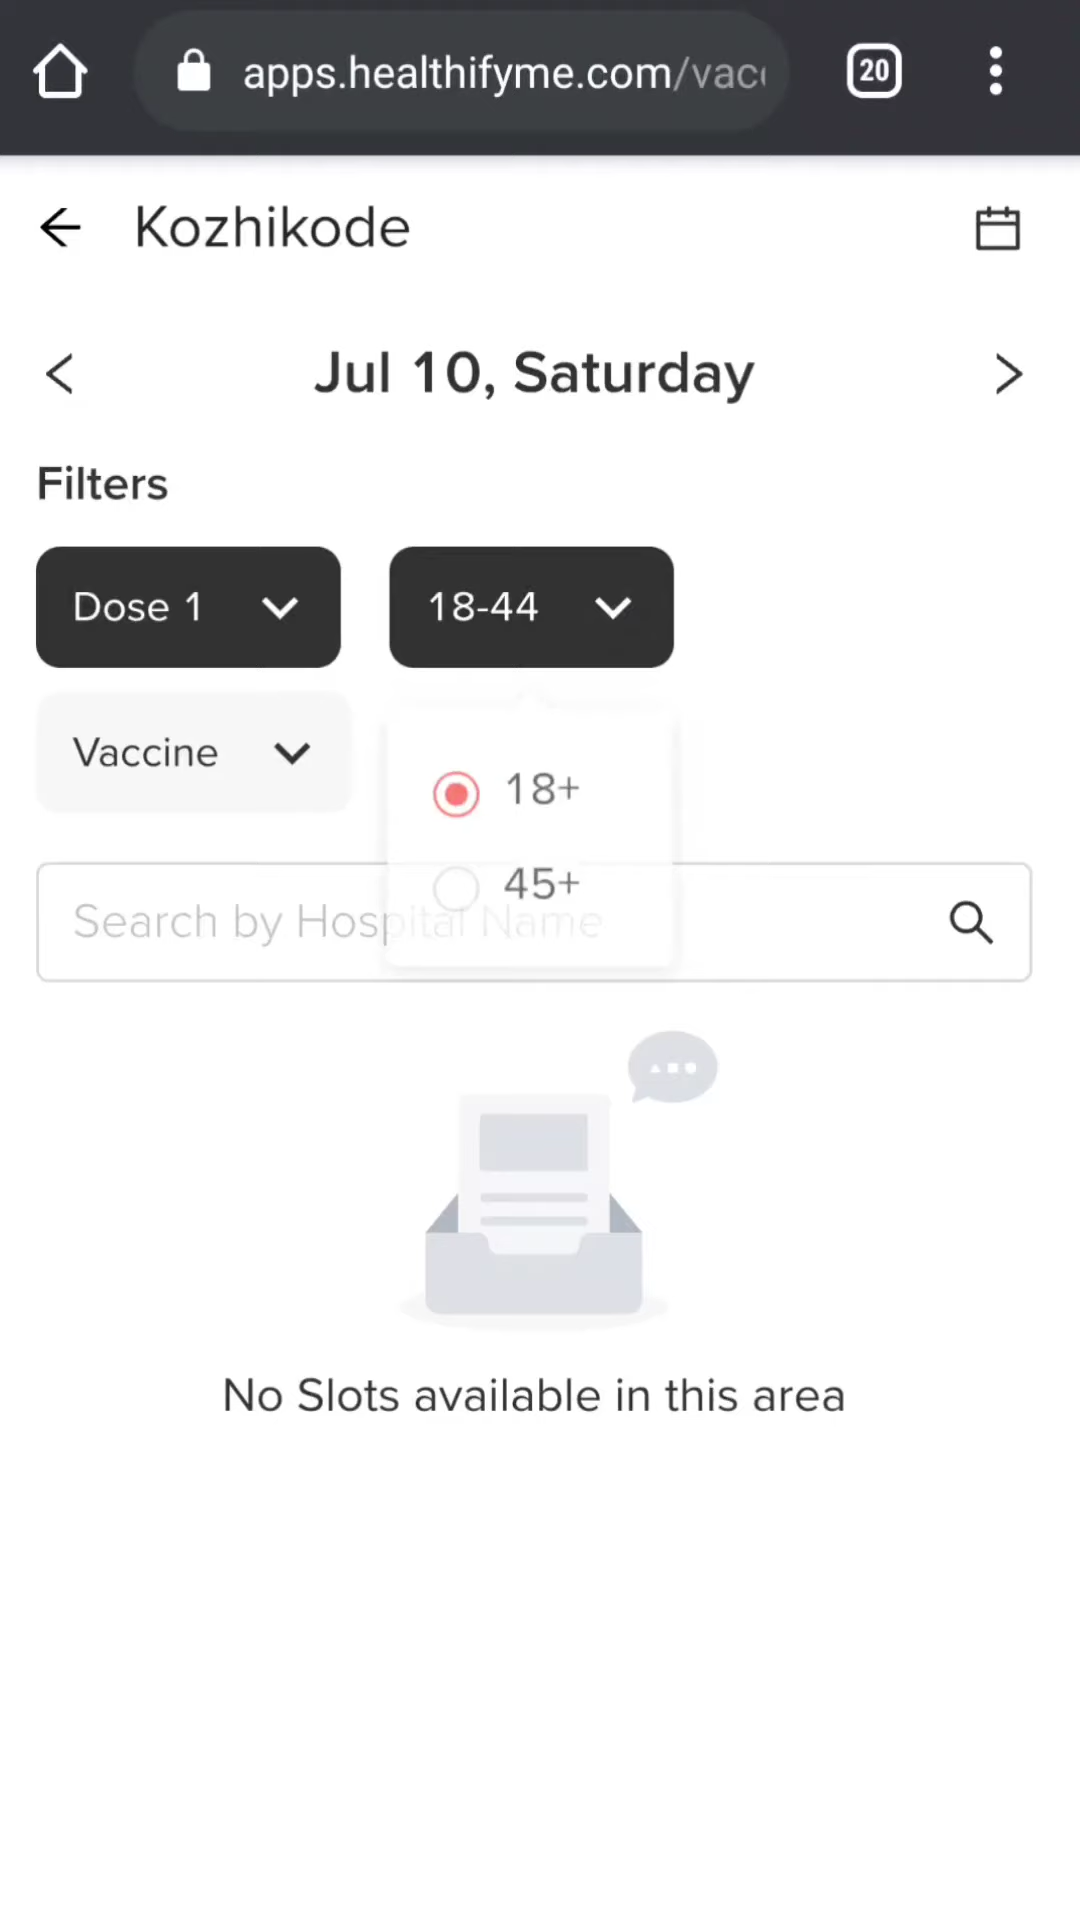 apps.healthifyme.com/vac
20
Kozhikode
Jul 10, Saturday
Filters
Dose 1
18-44
Vaccine
18+
45+
Search by Hospital Name
No Slots available in this area